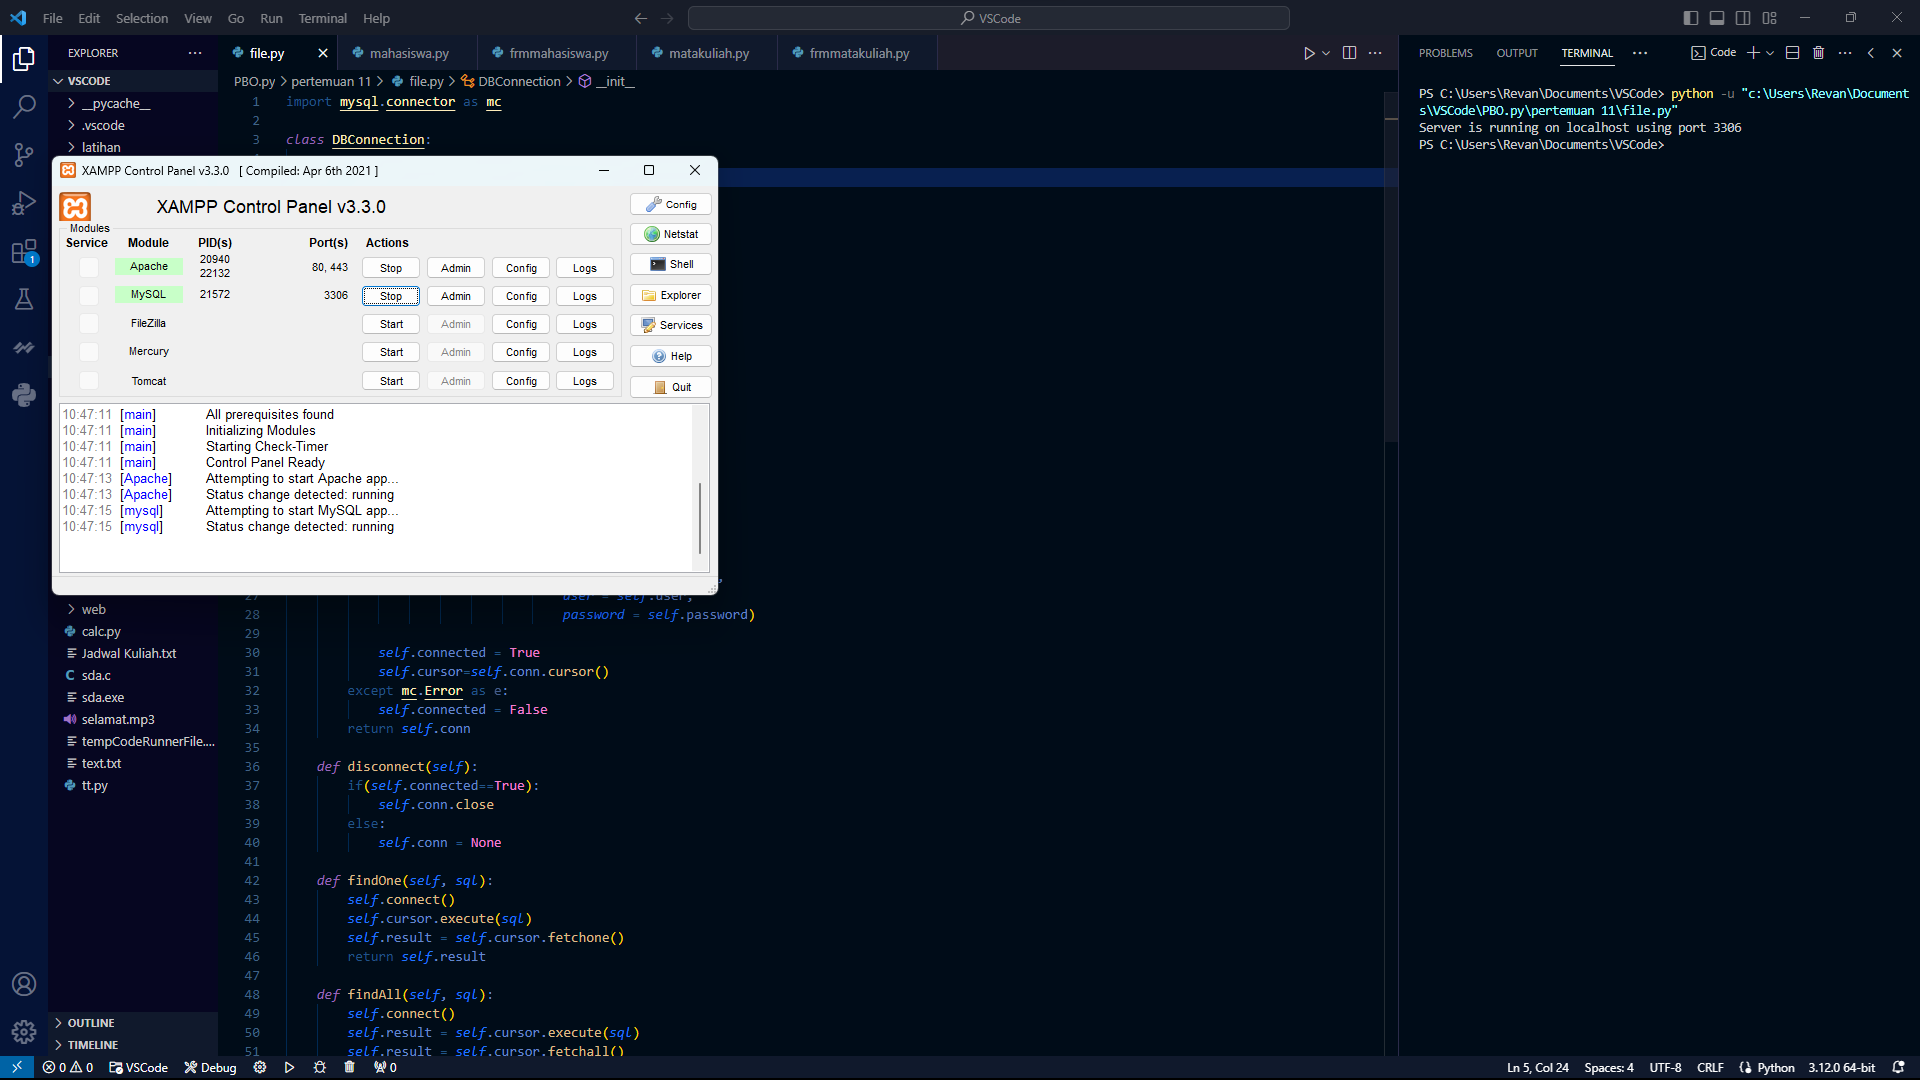 File Edit Selection View Go Run Terminal Help
VSCode
EXPLORER
VSCODE
__pycache__
.vscode
latihan
file.py
mahasiswa.py
frmmahasiswa.py
matakuliah.py
frmmatakuliah.py
PBO.py > pertemuan 11 > file.py > DBConnection > __init__
1 import mysql.connector as mc
2
3 class DBConnection:
XAMPP Control Panel v3.3.0 [ Compiled: Apr 6th 2021 ]
XAMPP Control Panel v3.3.0
Config
Modules
Service Module PID(s) Port(s) Actions
Netstat
Apache 20940 22132 80, 443 Stop Admin Config Logs
Shell
MySQL 21572 3306 Stop Admin Config Logs
Explorer
FileZilla Start Admin Config Logs
Services
Mercury Start Admin Config Logs
Help
Tomcat Start Admin Config Logs
Quit
10:47:11 [main] All prerequisites found
10:47:11 [main] Initializing Modules
10:47:11 [main] Starting Check-Timer
10:47:11 [main] Control Panel Ready
10:47:13 [Apache] Attempting to start Apache app...
10:47:13 [Apache] Status change detected: running
10:47:15 [mysql] Attempting to start MySQL app...
10:47:15 [mysql] Status change detected: running
web
calc.py
Jadwal Kuliah.txt
sda.c
sda.exe
selamat.mp3
tempCodeRunnerFile....
text.txt
tt.py
OUTLINE
TIMELINE
27 user = self.user,
28 password = self.password)
29
30 self.connected = True
31 self.cursor=self.conn.cursor()
32 except mc.Error as e:
33 self.connected = False
34 return self.conn
35
36 def disconnect(self):
37 if(self.connected==True):
38 self.conn.close
39 else:
40 self.conn = None
41
42 def findOne(self, sql):
43 self.connect()
44 self.cursor.execute(sql)
45 self.result = self.cursor.fetchone()
46 return self.result
47
48 def findAll(self, sql):
49 self.connect()
50 self.result = self.cursor.execute(sql)
51 self.result = self.cursor.fetchall()
PROBLEMS OUTPUT TERMINAL
Code
PS C:\Users\Revan\Documents\VSCode> python -u "c:\Users\Revan\Document
s\VSCode\PBO.py\pertemuan 11\file.py"
Server is running on localhost using port 3306
PS C:\Users\Revan\Documents\VSCode>
1
0 0 VSCode Debug 0
Ln 5, Col 24 Spaces: 4 UTF-8 CRLF Python 3.12.0 64-bit